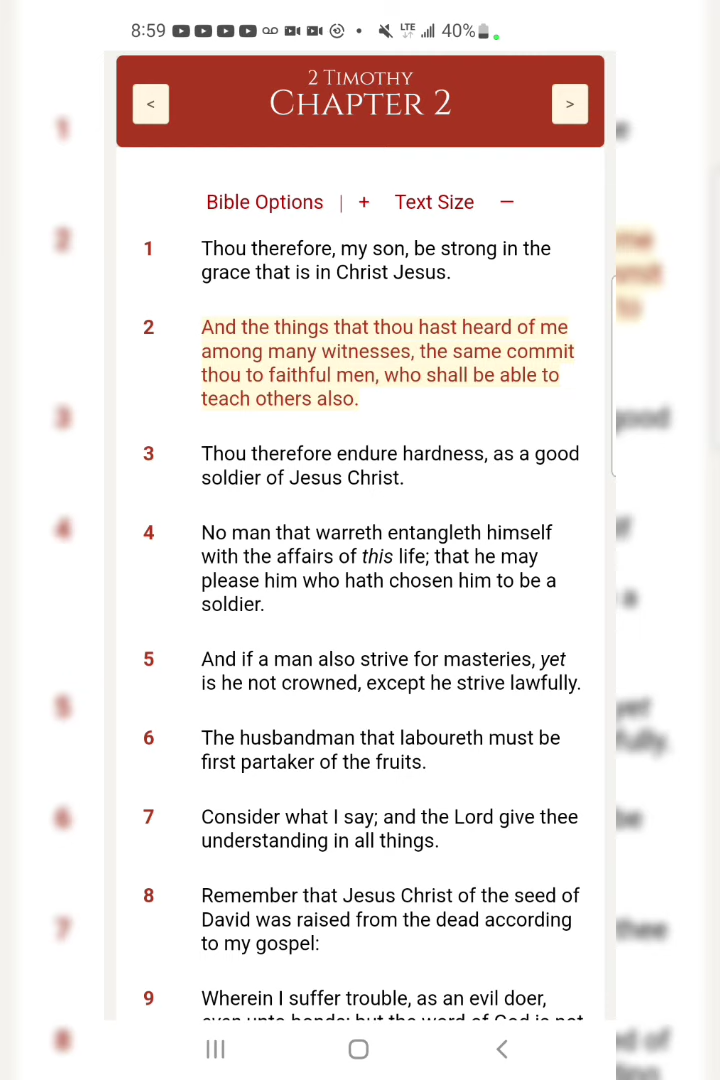 8:59
LTE
40%
2 TIMOTHY
CHAPTER 2
<
>
Bible Options | + Text Size −
1 Thou therefore, my son, be strong in the
grace that is in Christ Jesus.
2 And the things that thou hast heard of me
among many witnesses, the same commit
thou to faithful men, who shall be able to
teach others also.
3 Thou therefore endure hardness, as a good
soldier of Jesus Christ.
4 No man that warreth entangleth himself
with the affairs of this life; that he may
please him who hath chosen him to be a
soldier.
5 And if a man also strive for masteries, yet
is he not crowned, except he strive lawfully.
6 The husbandman that laboureth must be
first partaker of the fruits.
7 Consider what I say; and the Lord give thee
understanding in all things.
8 Remember that Jesus Christ of the seed of
David was raised from the dead according
to my gospel:
9 Wherein I suffer trouble, as an evil doer,